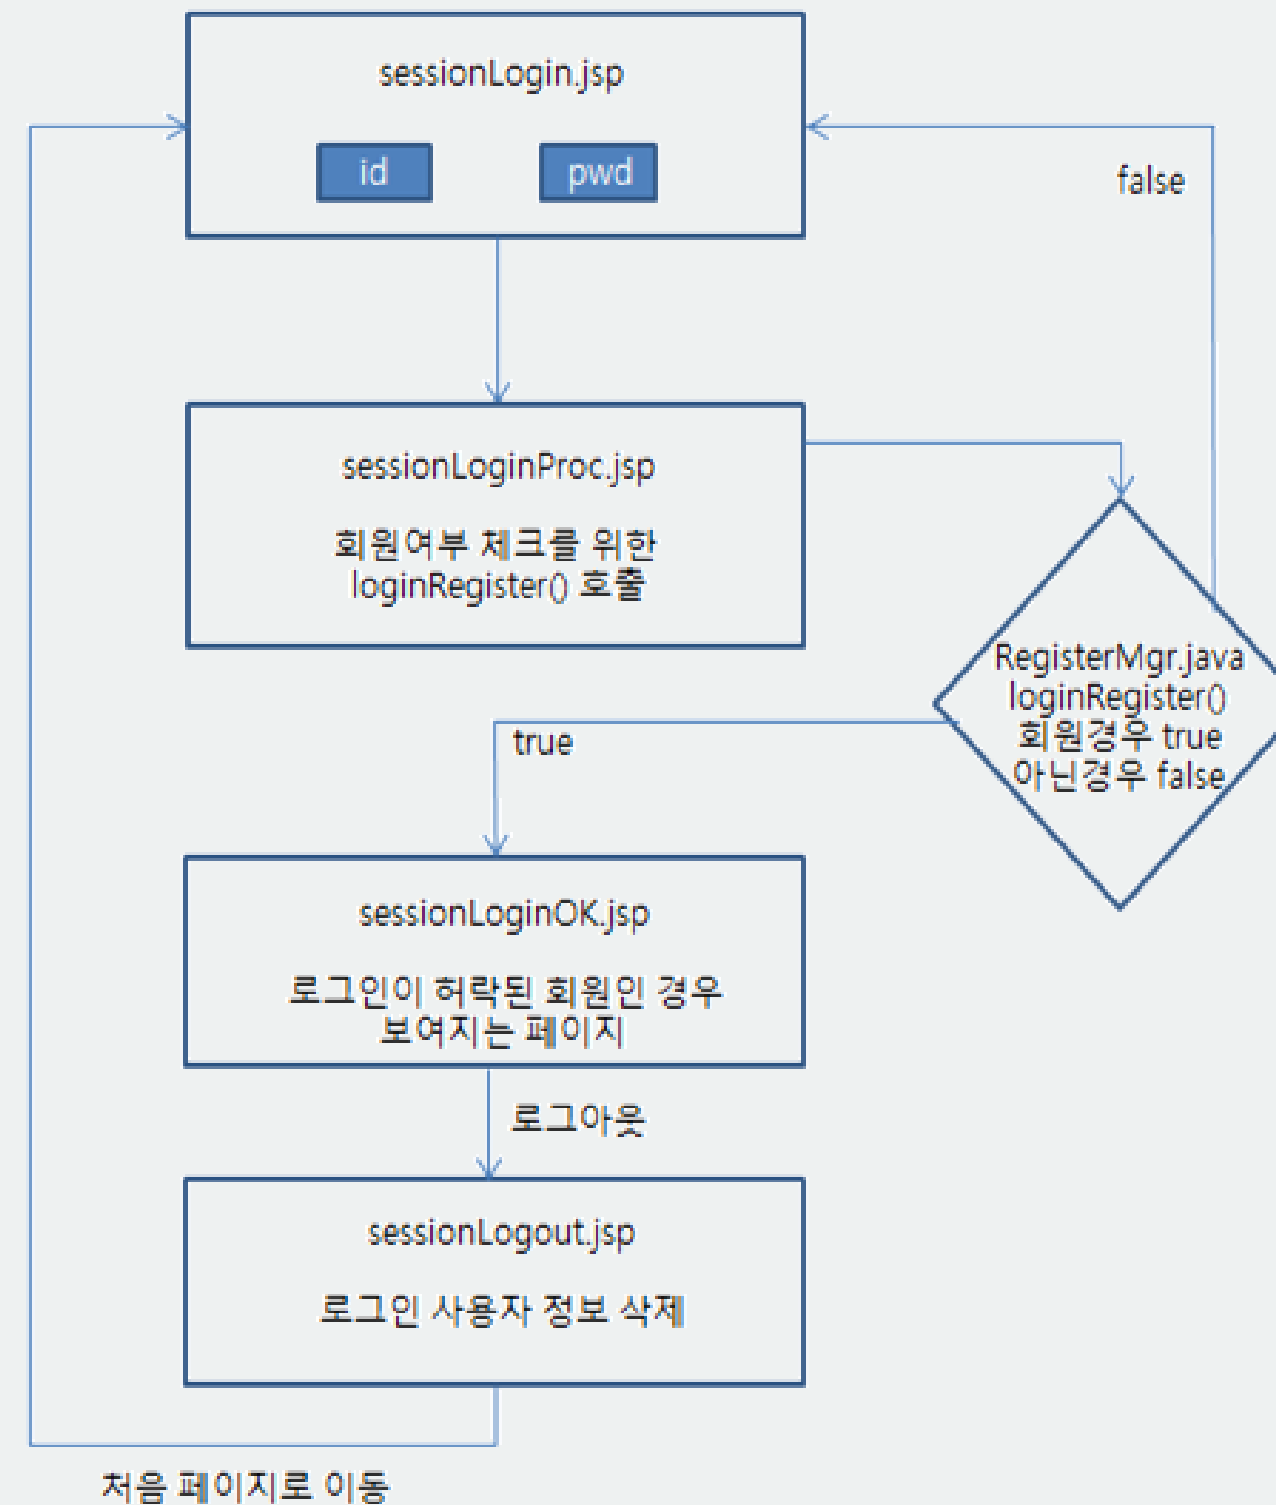 sessionLogin.jsp
id
pwd
false
sessionLoginProc.jsp
회원여부 체크를 위한
loginRegister() 호출
RegisterMgr.java
loginRegister()
회원경우 true
아닌경우 false
true
sessionLoginOK.jsp
로그인이 허락된 회원인 경우
보여지는 페이지
로그아웃
sessionLogout.jsp
로그인 사용자 정보 삭제
처음 페이지로 이동